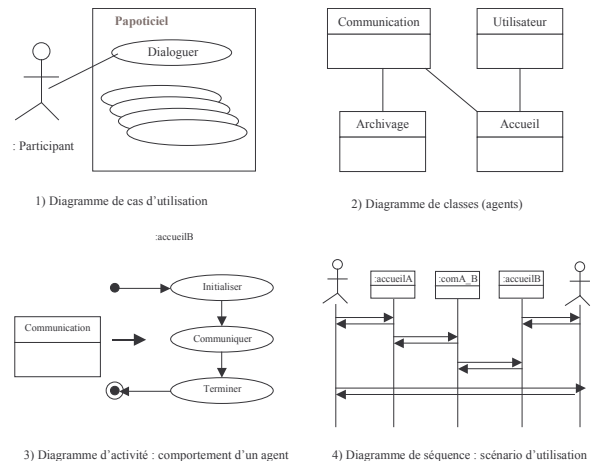 Papoticiel
Dialoguer
: Participant
1) Diagramme de cas d'utilisation
Communication
Utilisateur
Archivage
Accueil
2) Diagramme de classes (agents)
:accueilB
Initialiser
Communication
Communiquer
Terminer
3) Diagramme d'activité : comportement d'un agent
:accueilA
:comA_B
:accueilB
4) Diagramme de séquence : scénario d'utilisation